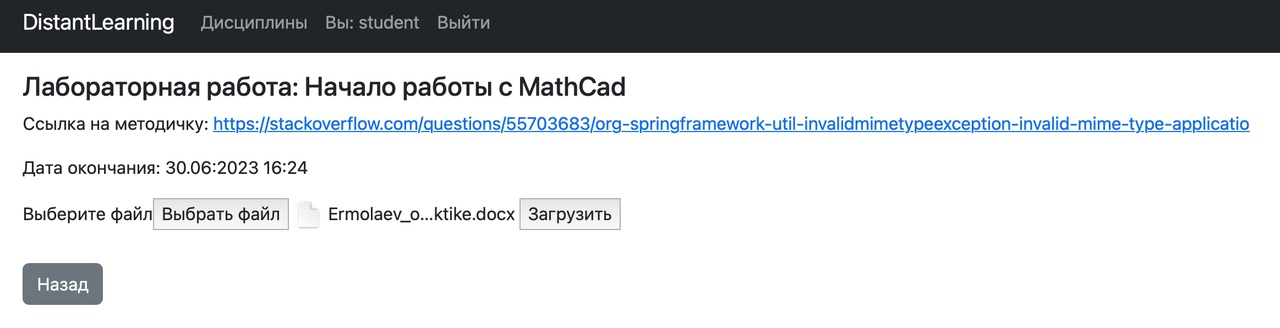 DistantLearning Дисциплины Вы: student Выйти
Лабораторная работа: Начало работы с MathCad
Ссылка на методичку: https://stackoverflow.com/questions/55703683/org-springframework-util-invalidmimetypeexception-invalid-mime-type-applicatio
Дата окончания: 30.06:2023 16:24
Выберите файл Выбрать файл Ermolaev_o...ktike.docx Загрузить
Назад